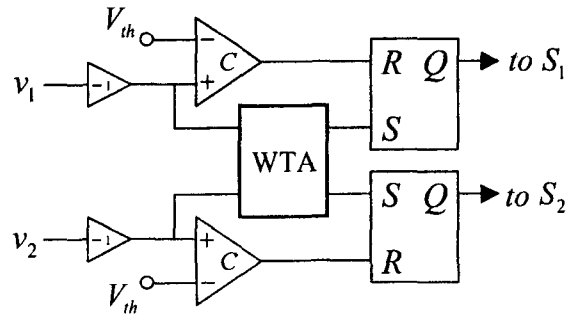 V_th
v_1 -1 - + C R Q to S_1
S
WTA
v_2 -1 + - C S Q to S_2
R
V_th